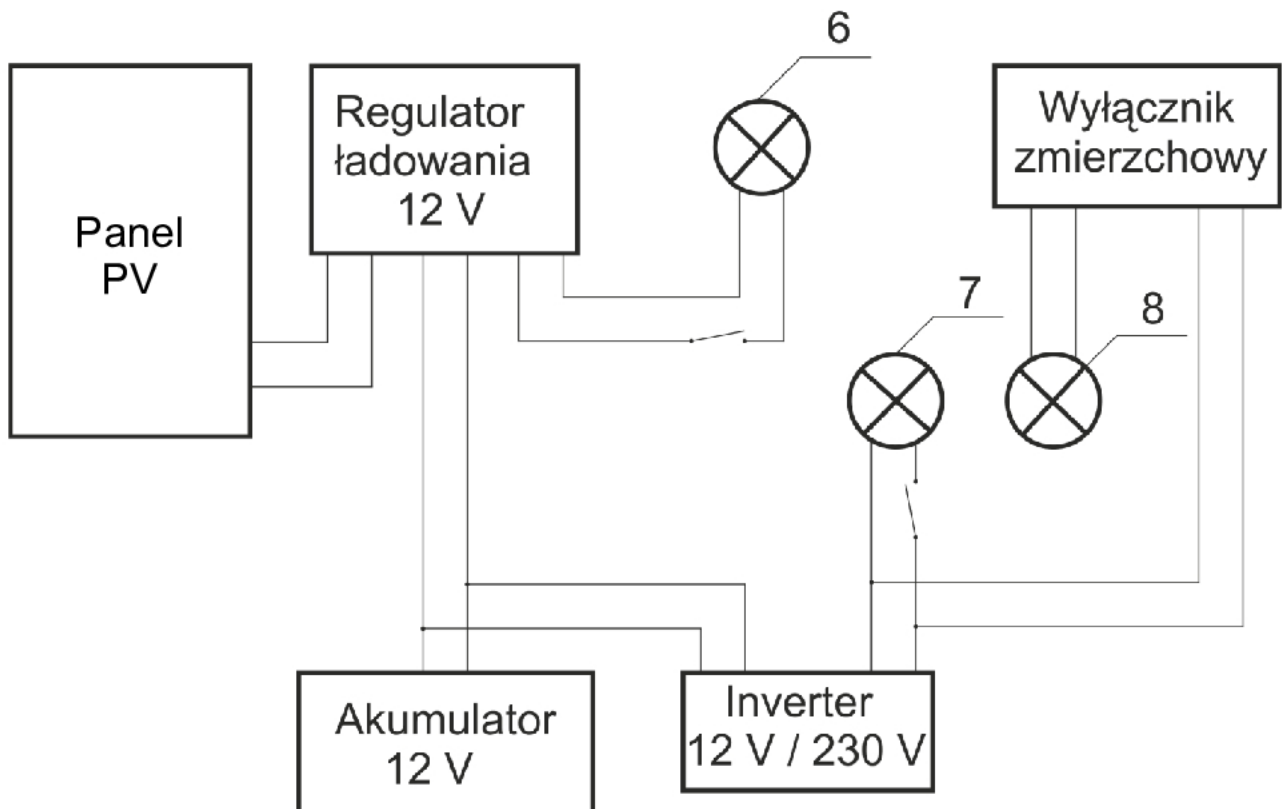 6
Regulator
ładowania
12 V
Wyłącznik
zmierzchowy
Panel
PV
7
8
Akumulator
12 V
Inverter
12 V / 230 V